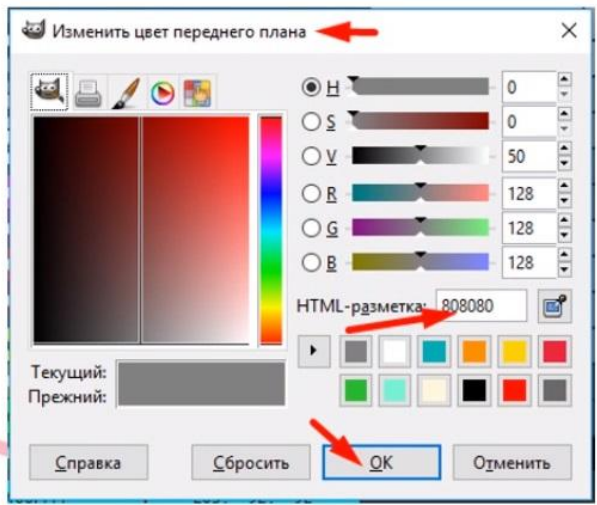 Изменить цвет переднего плана
H 0
S 0
V 50
R 128
G 128
B 128
HTML-разметка: 808080
Текущий:
Прежний:
Справка Сбросить OK Отменить